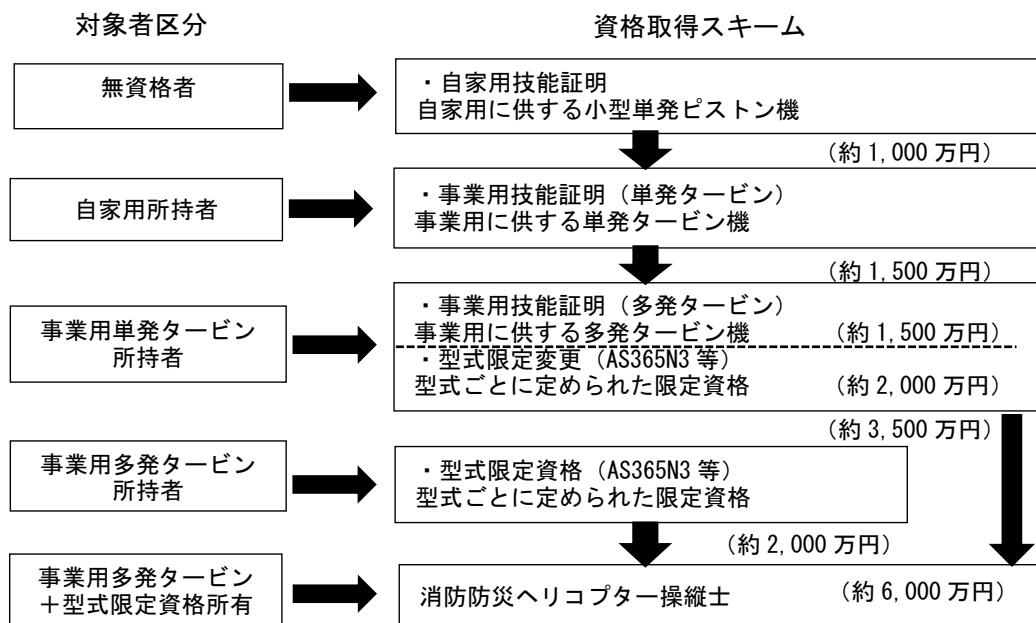 対象者区分
資格取得スキーム
無資格者
・自家用技能証明
自家用に供する小型単発ピストン機
（約 1,000 万円）
自家用所持者
・事業用技能証明（単発タービン）
事業用に供する単発タービン機
（約 1,500 万円）
事業用単発タービン
所持者
・事業用技能証明（多発タービン）
事業用に供する多発タービン機
（約 1,500 万円）
・型式限定変更（AS365N3 等）
型式ごとに定められた限定資格
（約 2,000 万円）
（約 3,500 万円）
事業用多発タービン
所持者
・型式限定資格（AS365N3 等）
型式ごとに定められた限定資格
（約 2,000 万円）
事業用多発タービン
＋型式限定資格所有
消防防災ヘリコプター操縦士
（約 6,000 万円）